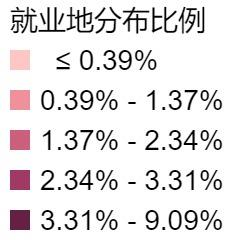 就业地分布比例
≤ 0.39%
0.39% - 1.37%
1.37% - 2.34%
2.34% - 3.31%
3.31% - 9.09%